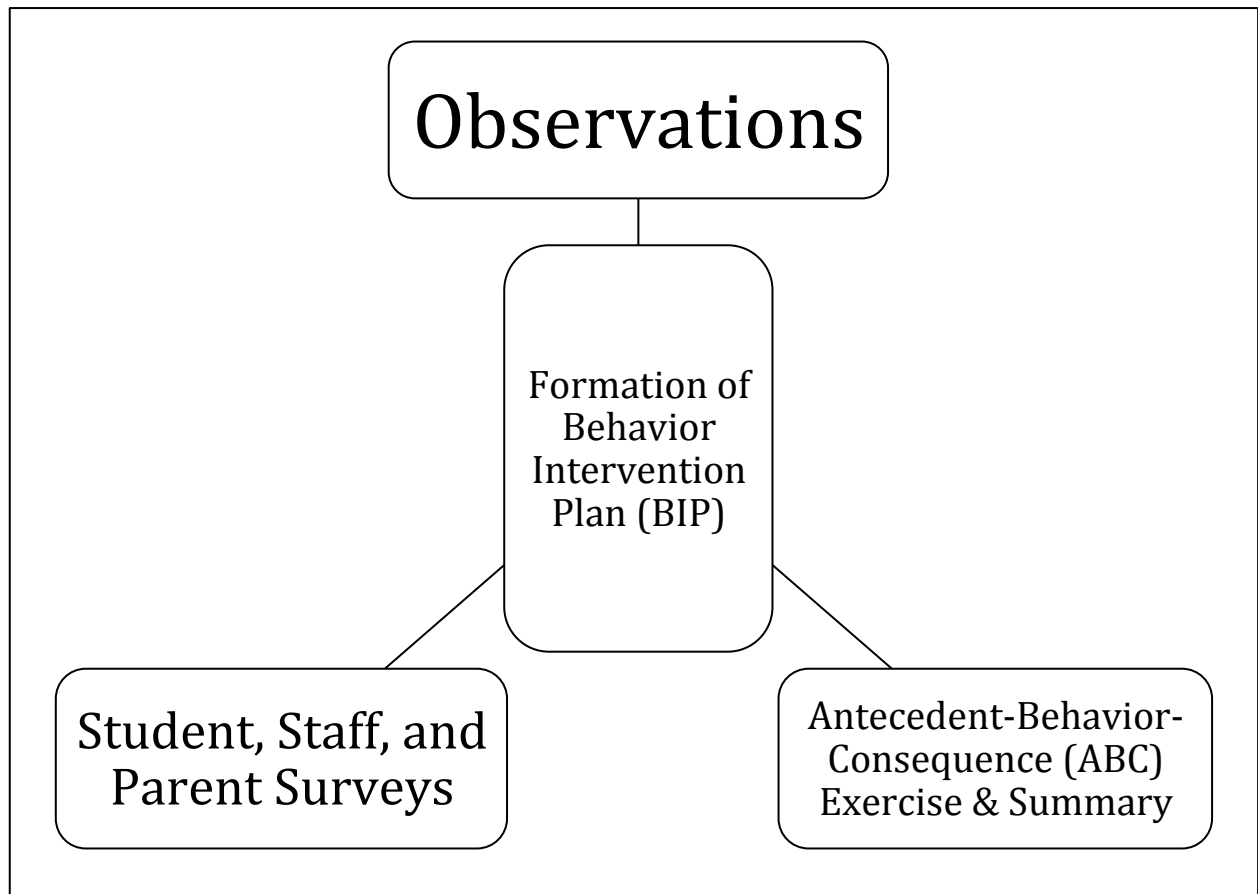 Observations
Formation of
Behavior
Intervention
Plan (BIP)
Student, Staff, and
Parent Surveys
Antecedent-Behavior-
Consequence (ABC)
Exercise & Summary